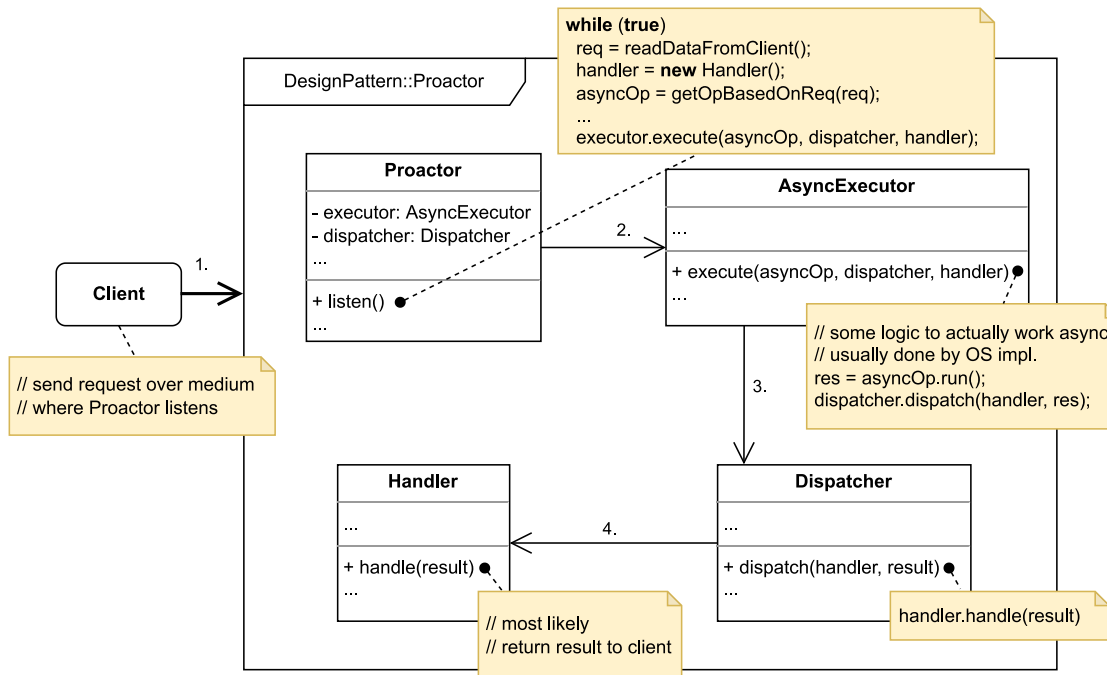 while (true)
req = readDataFromClient();
handler = new Handler();
asyncOp = getOpBasedOnReq(req);
...
executor.execute(asyncOp, dispatcher, handler);
DesignPattern::Proactor
Proactor
- executor: AsyncExecutor
- dispatcher: Dispatcher
...
+ listen()
...
2.
AsyncExecutor
...
+ execute(asyncOp, dispatcher, handler)
...
1.
Client
// send request over medium
// where Proactor listens
// some logic to actually work async
// usually done by OS impl.
res = asyncOp.run();
dispatcher.dispatch(handler, res);
3.
Handler
...
+ handle(result)
...
4.
Dispatcher
...
+ dispatch(handler, result)
...
// most likely
// return result to client
handler.handle(result)